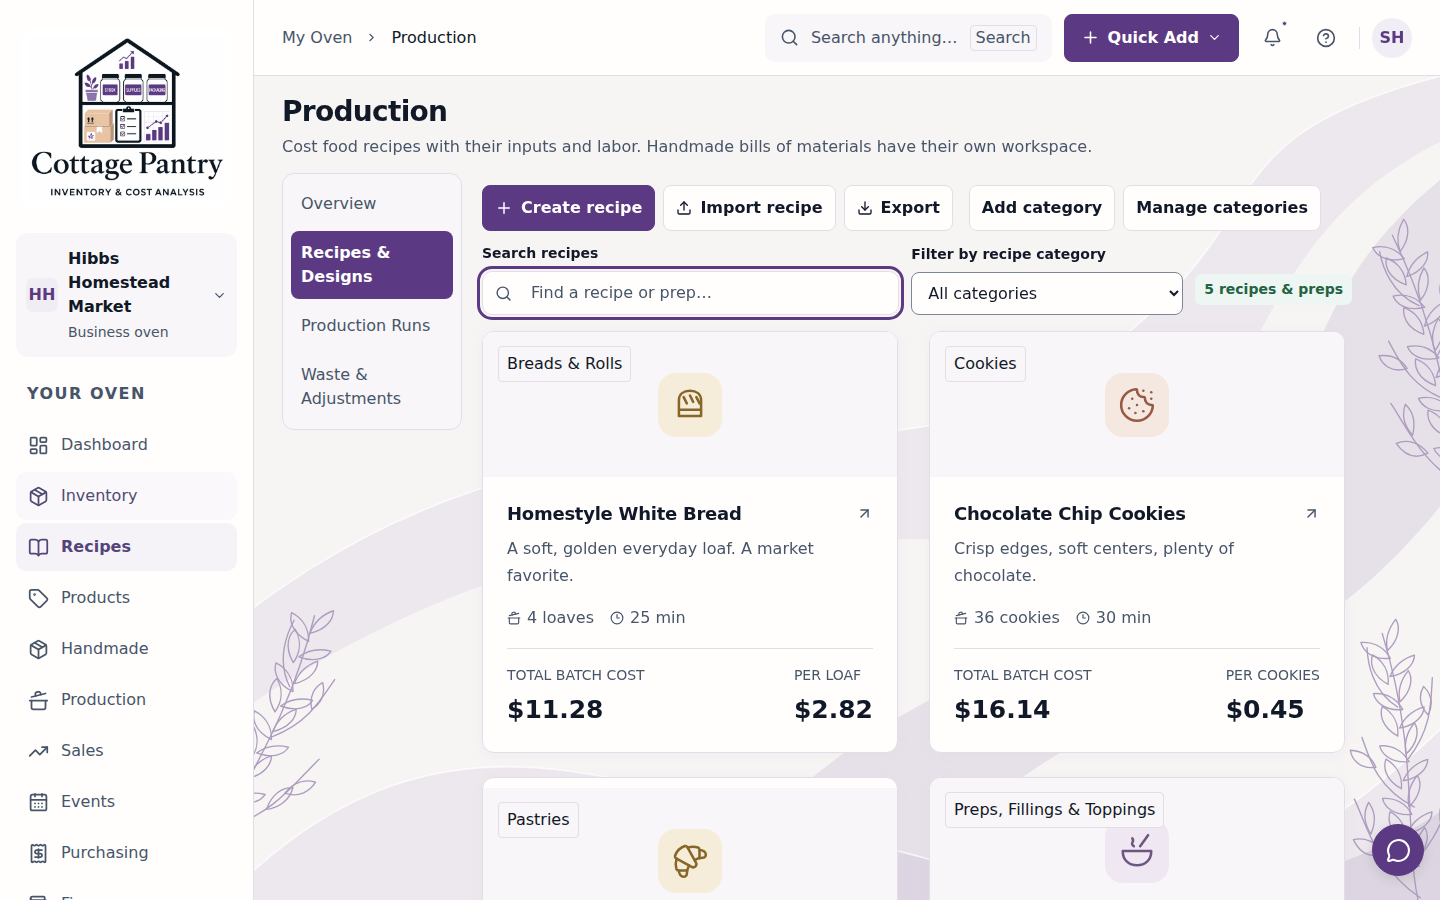 My Oven
Production
Search anything...
Search
Quick Add
SH
Cottage Pantry
INVENTORY & COST ANALYSIS
HH
Hibbs
Homestead
Market
Business oven
YOUR OVEN
Dashboard
Inventory
Recipes
Products
Handmade
Production
Sales
Events
Purchasing
Production
Cost food recipes with their inputs and labor. Handmade bills of materials have their own workspace.
Overview
Recipes &
Designs
Production Runs
Waste &
Adjustments
Create recipe
Import recipe
Export
Add category
Manage categories
Search recipes
Find a recipe or prep...
Filter by recipe category
All categories
5 recipes & preps
Breads & Rolls
Homestyle White Bread
A soft, golden everyday loaf. A market
favorite.
4 loaves
25 min
TOTAL BATCH COST
PER LOAF
$11.28
$2.82
Cookies
Chocolate Chip Cookies
Crisp edges, soft centers, plenty of
chocolate.
36 cookies
30 min
TOTAL BATCH COST
PER COOKIES
$16.14
$0.45
Pastries
Preps, Fillings & Toppings